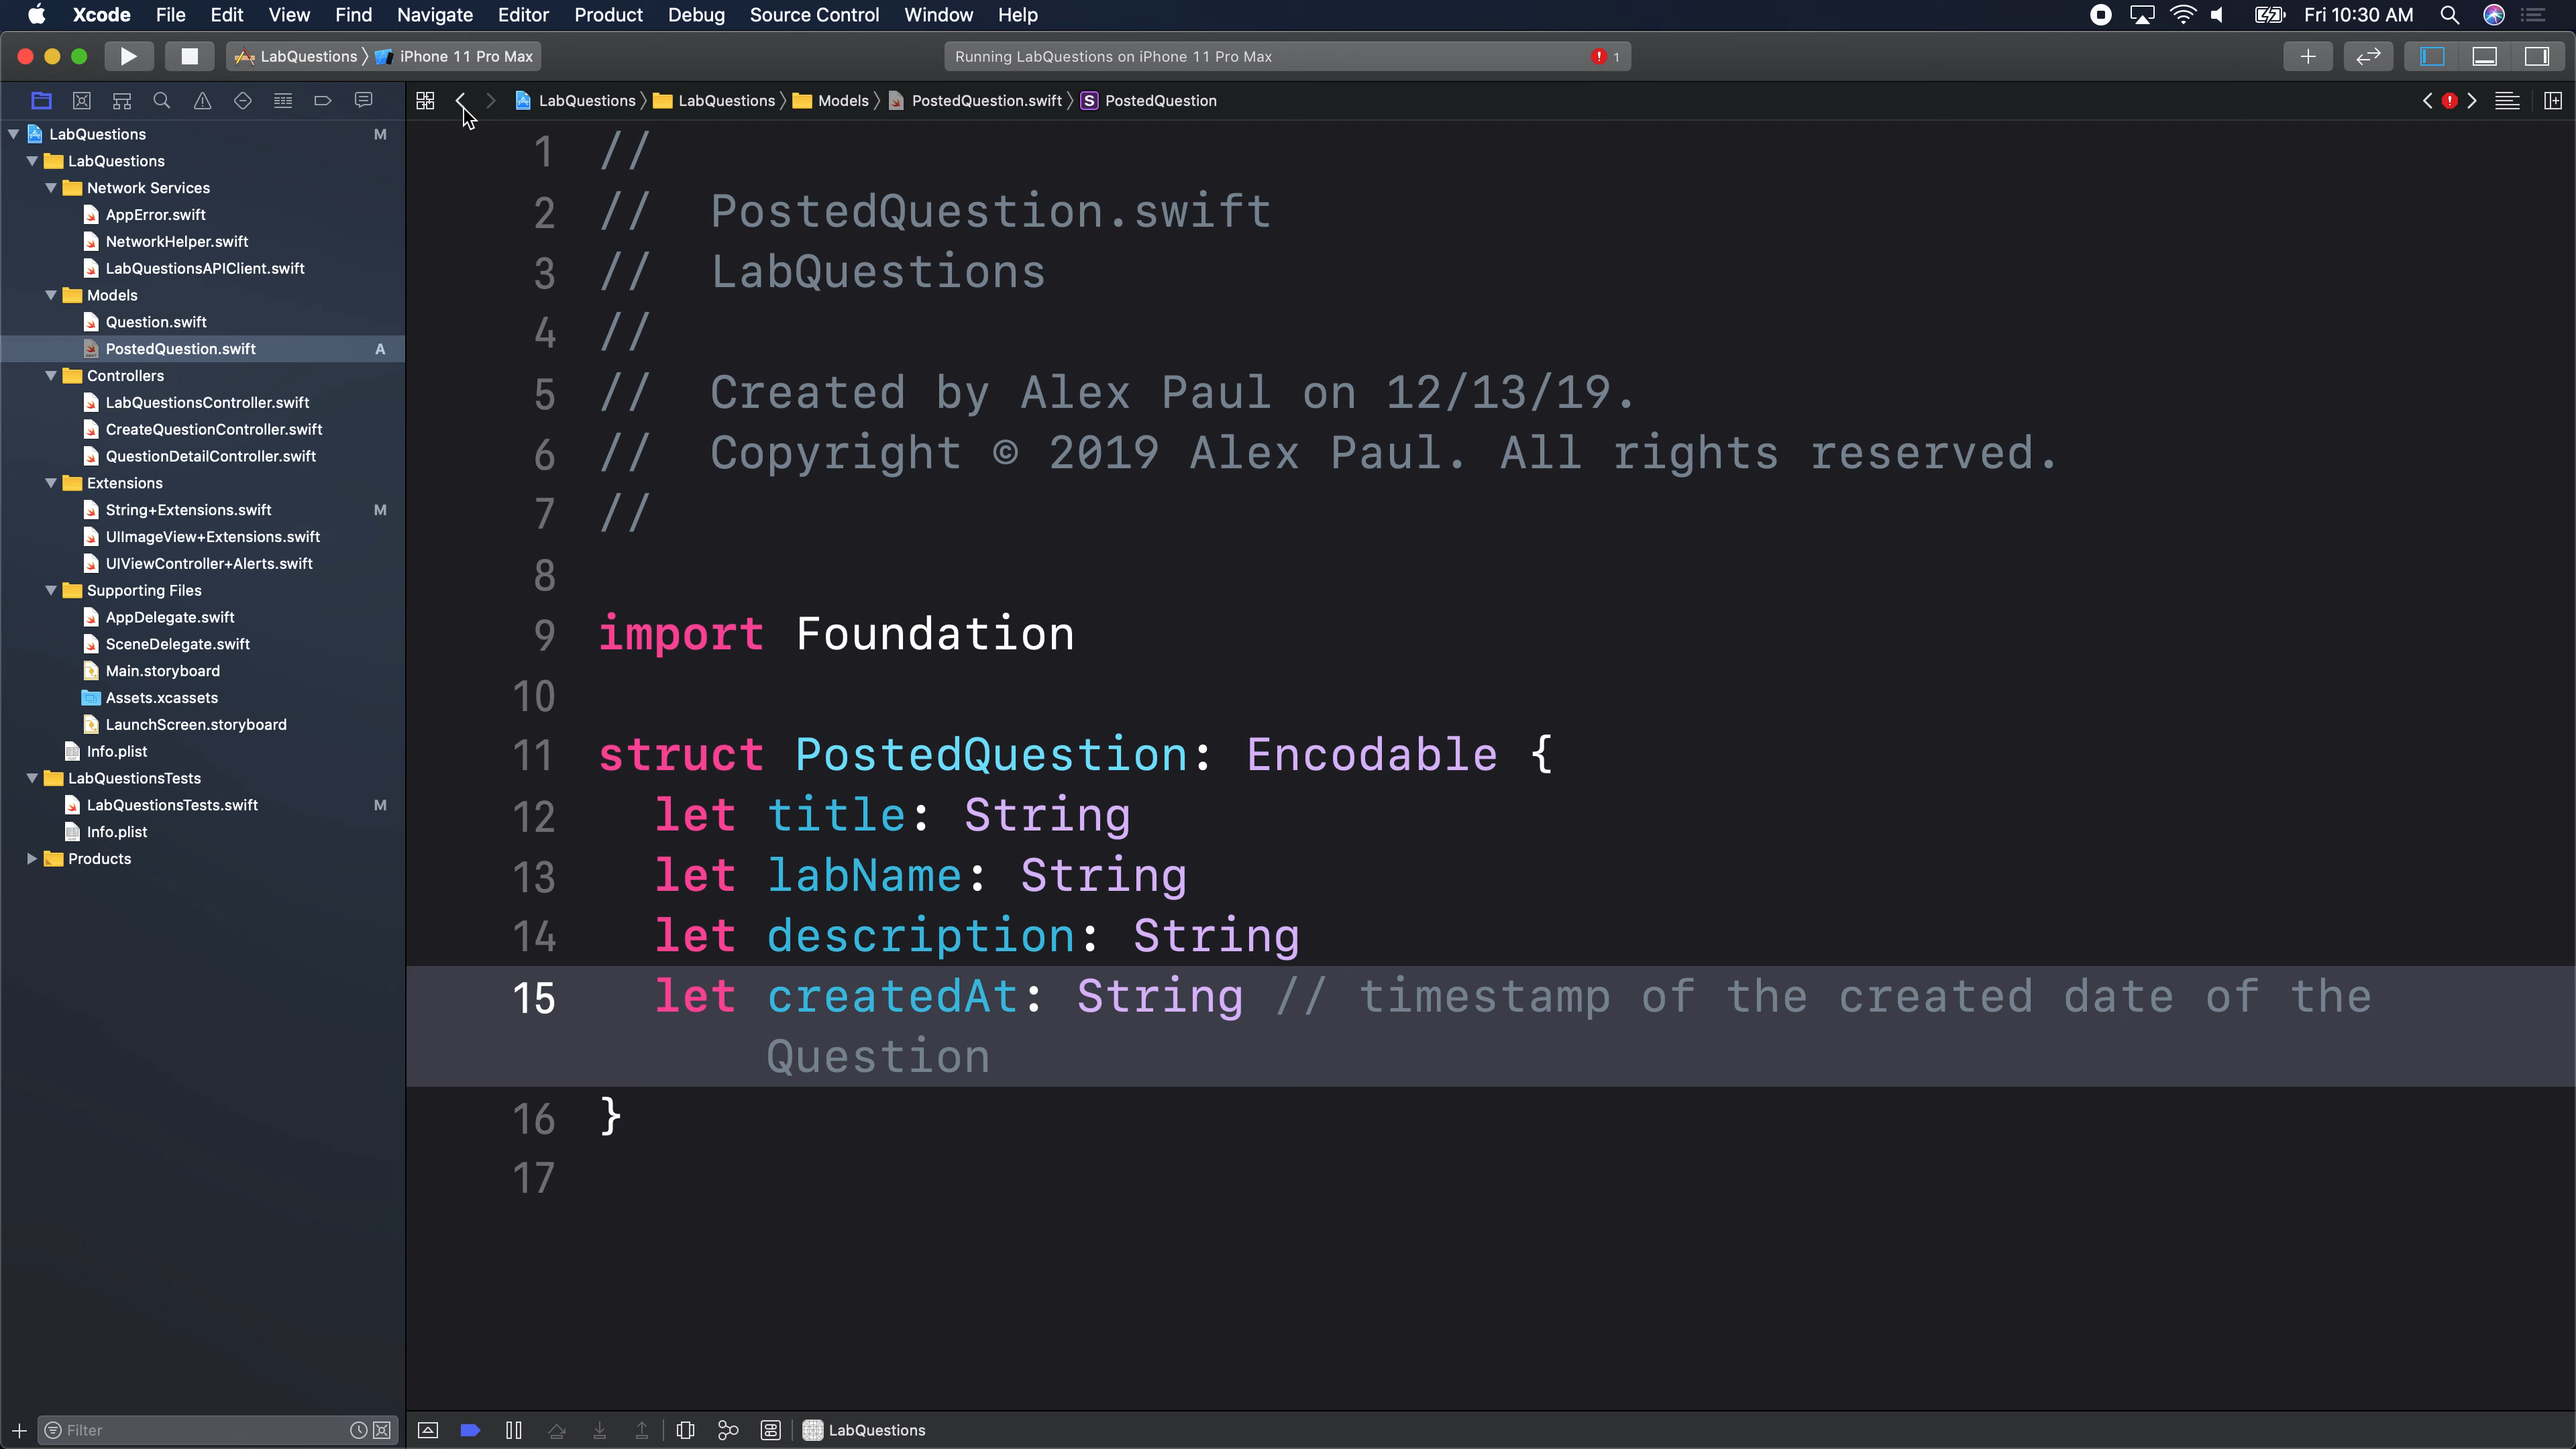 Xcode File Edit View Find Navigate Editor Product Debug Source Control Window Help Fri 10:30 AM
LabQuestions iPhone 11 Pro Max Running LabQuestions on iPhone 11 Pro Max 1
LabQuestions LabQuestions Models PostedQuestion.swift S PostedQuestion
LabQuestions M
LabQuestions
Network Services
AppError.swift
NetworkHelper.swift
LabQuestionsAPIClient.swift
Models
Question.swift
PostedQuestion.swift A
Controllers
LabQuestionsController.swift
CreateQuestionController.swift
QuestionDetailController.swift
Extensions
String+Extensions.swift M
UIImageView+Extensions.swift
UIViewController+Alerts.swift
Supporting Files
AppDelegate.swift
SceneDelegate.swift
Main.storyboard
Assets.xcassets
LaunchScreen.storyboard
Info.plist
LabQuestionsTests
LabQuestionsTests.swift M
Info.plist
Products
Filter
1 //
2 // PostedQuestion.swift
3 // LabQuestions
4 //
5 // Created by Alex Paul on 12/13/19.
6 // Copyright © 2019 Alex Paul. All rights reserved.
7 //
8
9 import Foundation
10
11 struct PostedQuestion: Encodable {
12 let title: String
13 let labName: String
14 let description: String
15 let createdAt: String // timestamp of the created date of the
Question
16 }
17
LabQuestions